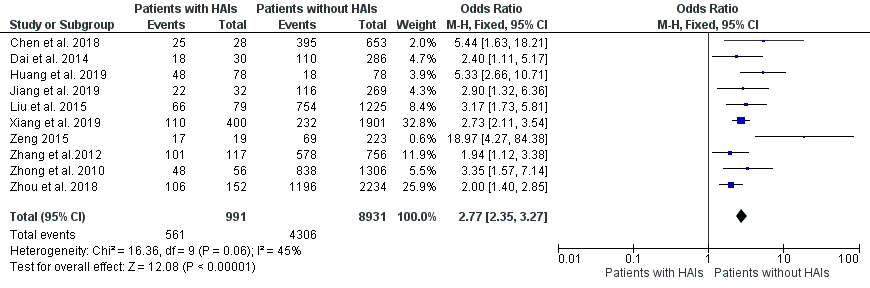 Patients with HAIs Patients without HAIs Odds Ratio Odds Ratio
Study or Subgroup Events Total Events Total Weight M-H, Fixed, 95% CI M-H, Fixed, 95% CI
Chen et al. 2018 25 28 395 653 2.0% 5.44 [1.63, 18.21]
Dai et al. 2014 18 30 110 286 4.7% 2.40 [1.11, 5.17]
Huang et al. 2019 48 78 18 78 3.9% 5.33 [2.66, 10.71]
Jiang et al. 2019 22 32 116 269 4.4% 2.90 [1.32, 6.36]
Liu et al. 2015 66 79 754 1225 8.4% 3.17 [1.73, 5.81]
Xiang et al. 2019 110 400 232 1901 32.8% 2.73 [2.11, 3.54]
Zeng 2015 17 19 69 223 0.6% 18.97 [4.27, 84.38]
Zhang et al.2012 101 117 578 756 11.9% 1.94 [1.12, 3.38]
Zhong et al. 2010 48 56 838 1306 5.5% 3.35 [1.57, 7.14]
Zhou et al. 2018 106 152 1196 2234 25.9% 2.00 [1.40, 2.85]
Total (95% CI) 991 8931 100.0% 2.77 [2.35, 3.27]
Total events 561 4306
Heterogeneity: Chi² = 16.36, df = 9 (P = 0.06); I² = 45%
Test for overall effect: Z = 12.08 (P < 0.00001)
0.01 0.1 1 10 100
Patients with HAIs Patients without HAIs